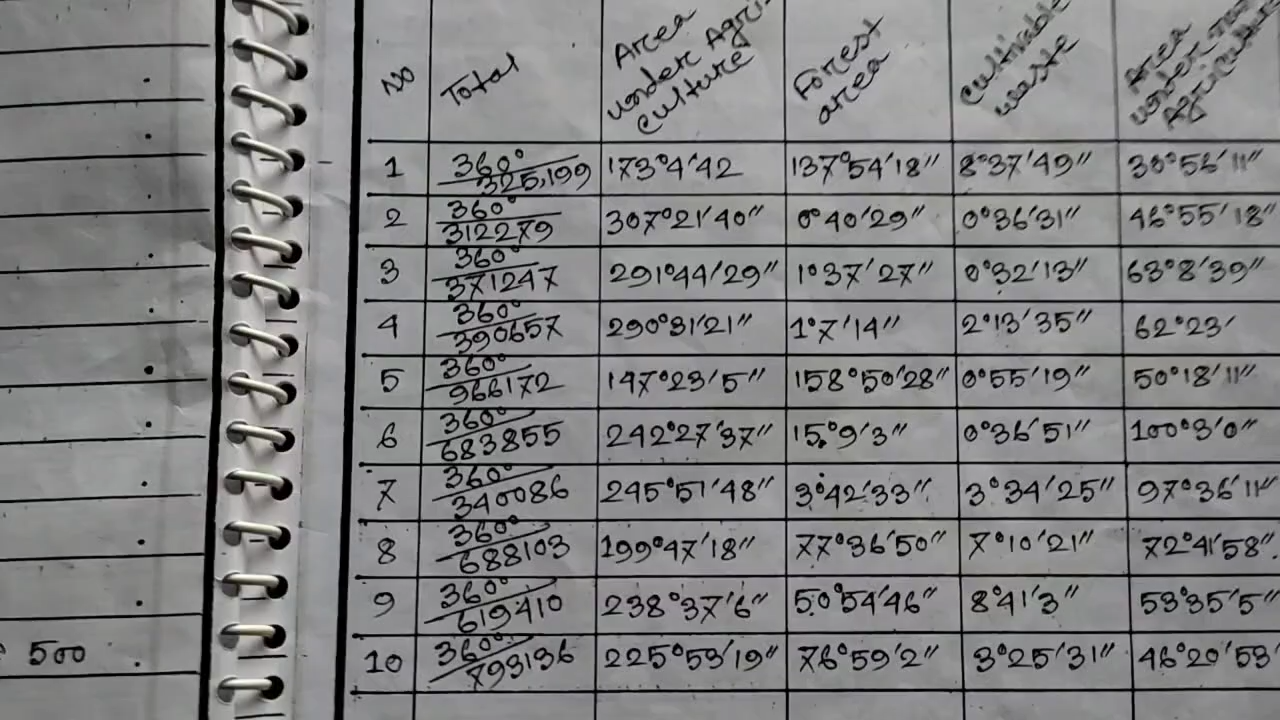 No Total Area under Agri- culture Forest area Cultivable waste Area under non Agriculture
1 360°/325,199 173°4'42 137°54'18" 8°37'49" 30°56'11"
2 360°/312279 307°21'40" 0°40'29" 0°36'31" 46°55'18"
3 360°/371247 291°44'29" 1°37'27" 0°32'13" 63°8'39"
4 360°/390657 290°31'21" 1°7'14" 2°13'35" 62°23'
5 360°/966172 147°23'5" 158°50'28" 0°55'19" 50°18'11"
6 360°/683855 242°27'37" 15°9'3" 0°36'51" 100°3'0"
7 360°/340086 245°51'48" 3°42'33" 3°34'25" 97°36'11"
8 360°/688103 199°47'18" 77°36'50" 7°10'21" 72°41'58"
9 360°/619410 238°37'6" 50°54'46" 8°41'3" 53°35'5"
500
10 360°/793136 225°53'19" 76°59'2" 3°25'31" 46°20'53'